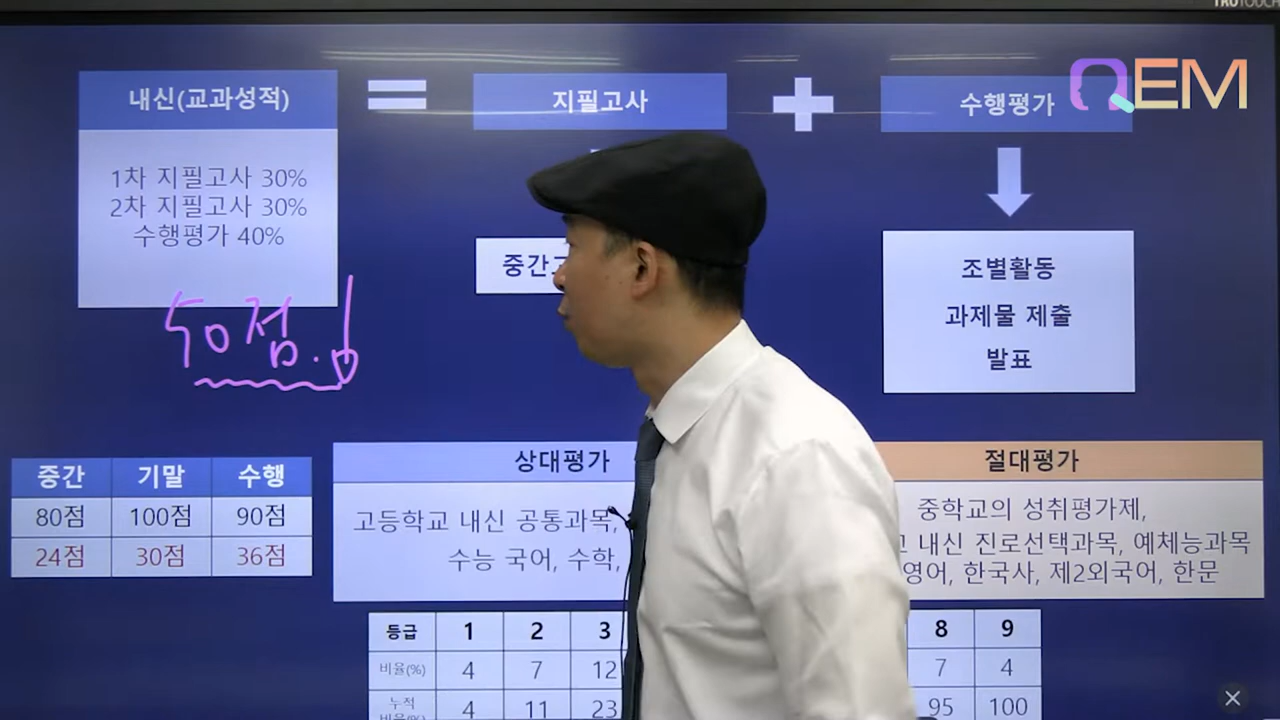 TRUTOUCH
내신(교과성적)
지필고사
수행평가
QEM
1차 지필고사 30%
2차 지필고사 30%
수행평가 40%
50점.
조별활동
과제물 제출
발표
중간 기말 수행
80점 100점 90점
24점 30점 36점
상대평가
고등학교 내신 공통과목,
수능 국어, 수학,
절대평가
중학교의 성취평가제,
내신 진로선택과목, 예체능과목
영어, 한국사, 제2외국어, 한문
등급 1 2 3 8 9
비율(%) 4 7 12 7 4
누적 4 11 23 95 100
비율(%)